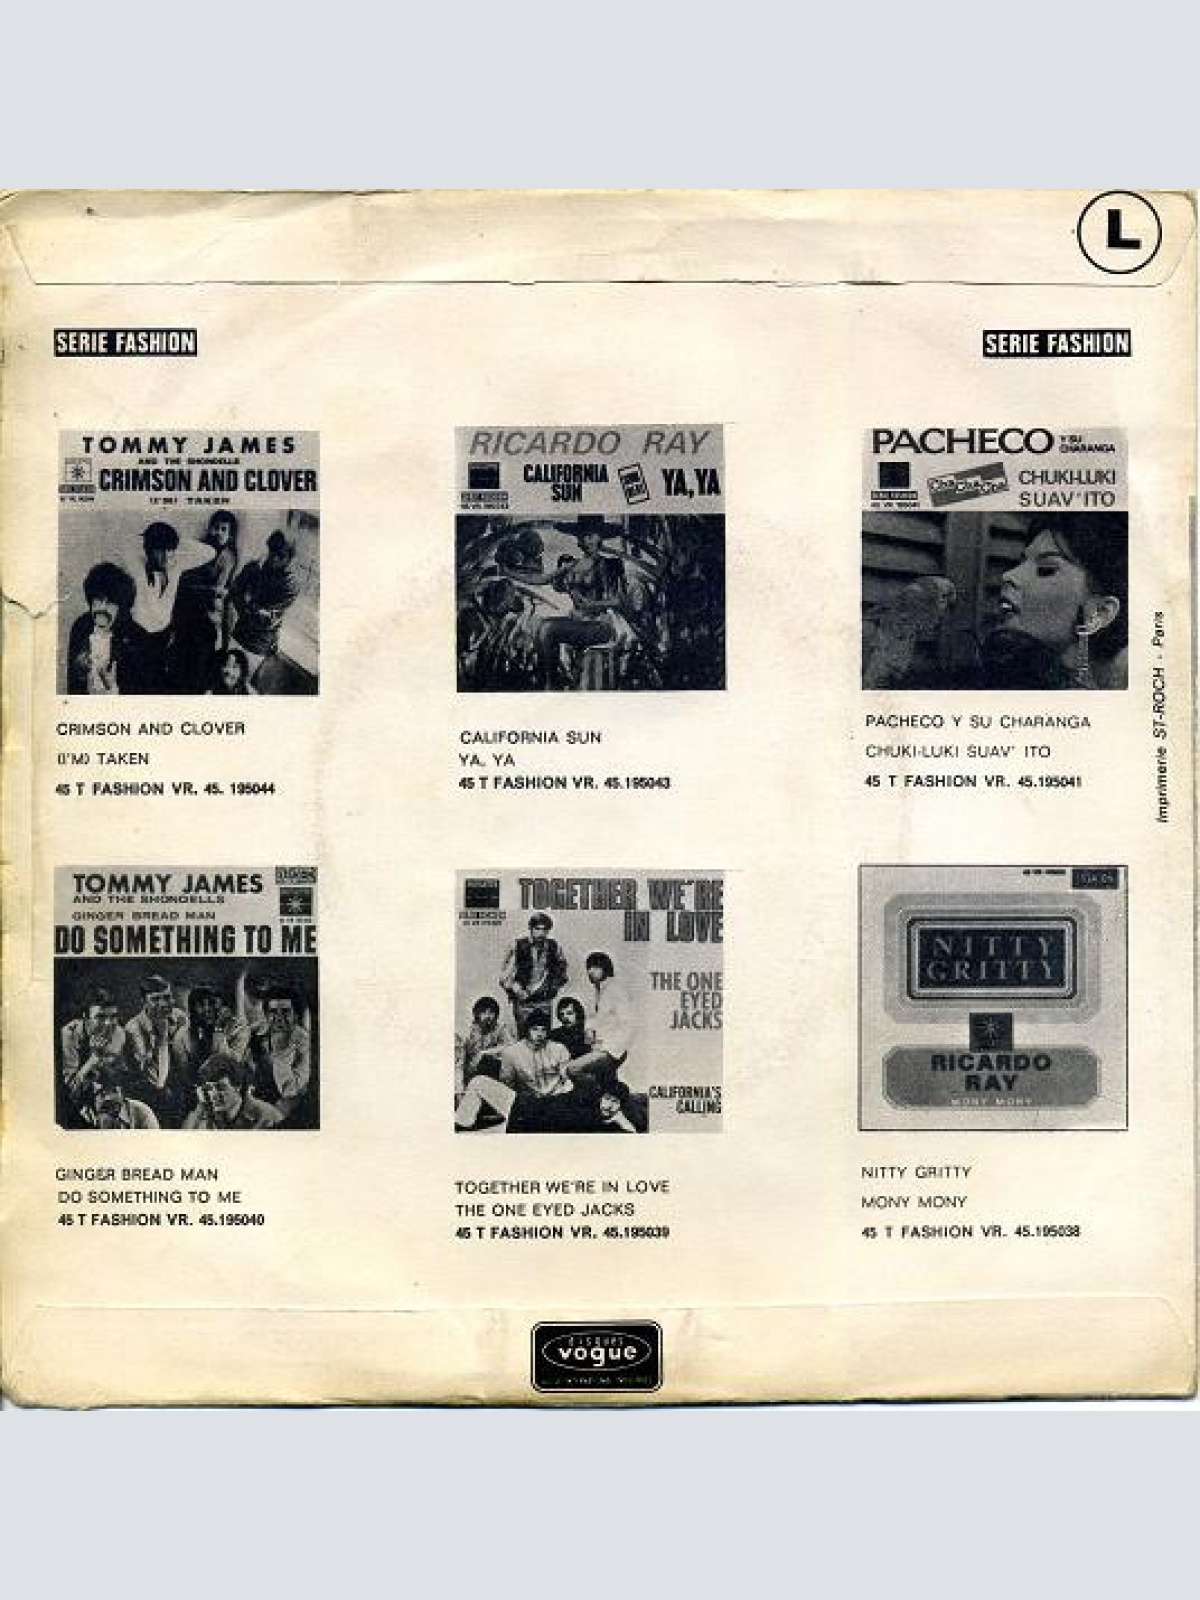 L
SERIE FASHION
SERIE FASHION
TOMMY JAMES
AND THE SHONDELLS
CRIMSON AND CLOVER
(I'M) TAKEN
CRIMSON AND CLOVER
(I'M) TAKEN
45 T FASHION VR. 45. 195044
RICARDO RAY
CALIFORNIA
SUN
YA, YA
CALIFORNIA SUN
YA, YA
45 T FASHION VR. 45.195043
PACHECO Y SU
CHARANGA
Cha Cha Cha
CHUKI-LUKI
SUAV'ITO
PACHECO Y SU CHARANGA
CHUKI-LUKI SUAV' ITO
45 T FASHION VR. 45.195041
Imprimerie ST-ROCH - Paris
TOMMY JAMES
AND THE SHONDELLS
GINGER BREAD MAN
DO SOMETHING TO ME
GINGER BREAD MAN
DO SOMETHING TO ME
45 T FASHION VR. 45.195040
TOGETHER WE'RE
IN LOVE
THE ONE
EYED
JACKS
CALIFORNIA'S
CALLING
TOGETHER WE'RE IN LOVE
THE ONE EYED JACKS
45 T FASHION VR. 45.195039
NITTY
GRITTY
RICARDO
RAY
MONY MONY
NITTY GRITTY
MONY MONY
45 T FASHION VR. 45.195038
disques
vogue